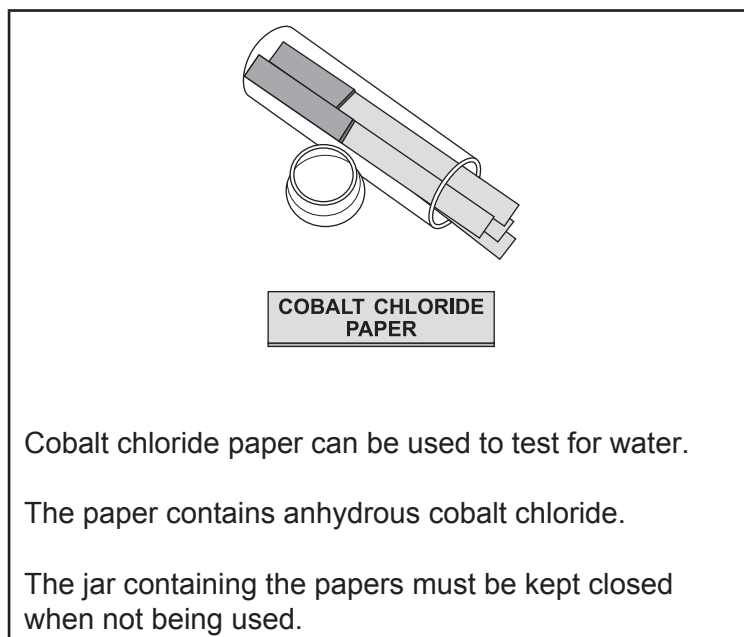 COBALT CHLORIDE
PAPER
Cobalt chloride paper can be used to test for water.
The paper contains anhydrous cobalt chloride.
The jar containing the papers must be kept closed
when not being used.